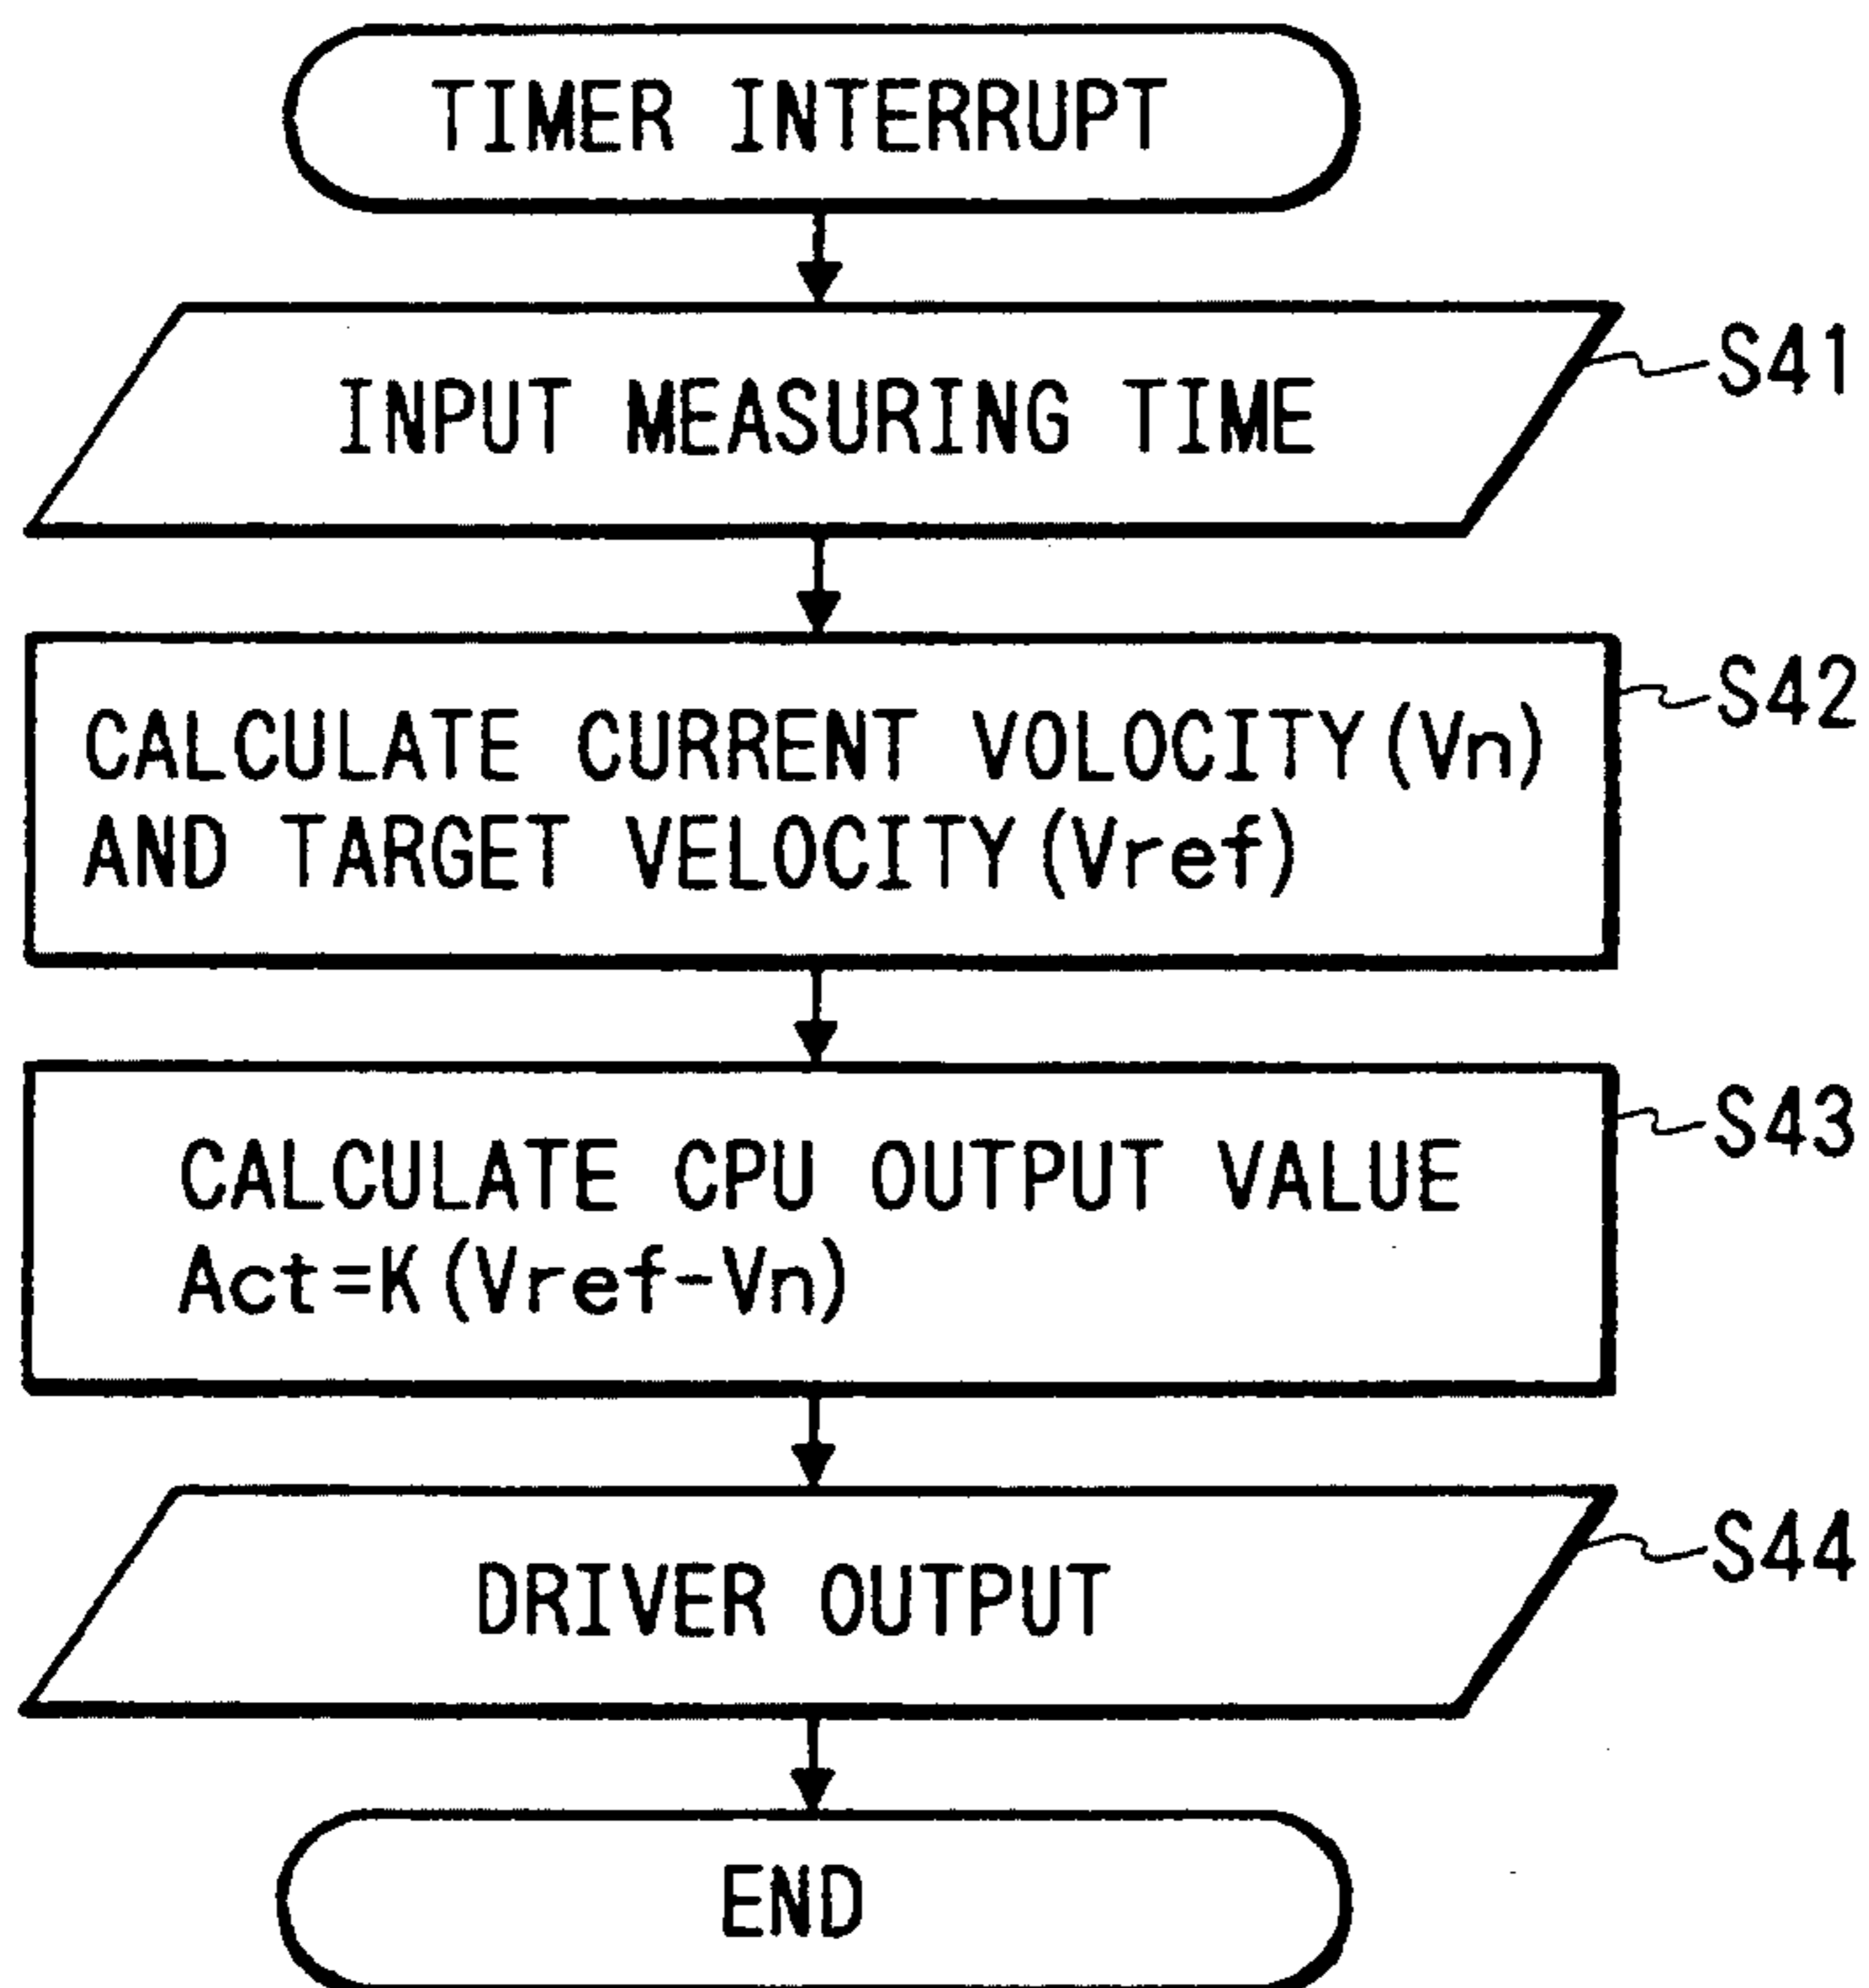 TIMER INTERRUPT
INPUT MEASURING TIME
S41
CALCULATE CURRENT VOLOCITY(Vn)
AND TARGET VELOCITY(Vref)
S42
CALCULATE CPU OUTPUT VALUE
Act=K(Vref-Vn)
S43
DRIVER OUTPUT
S44
END